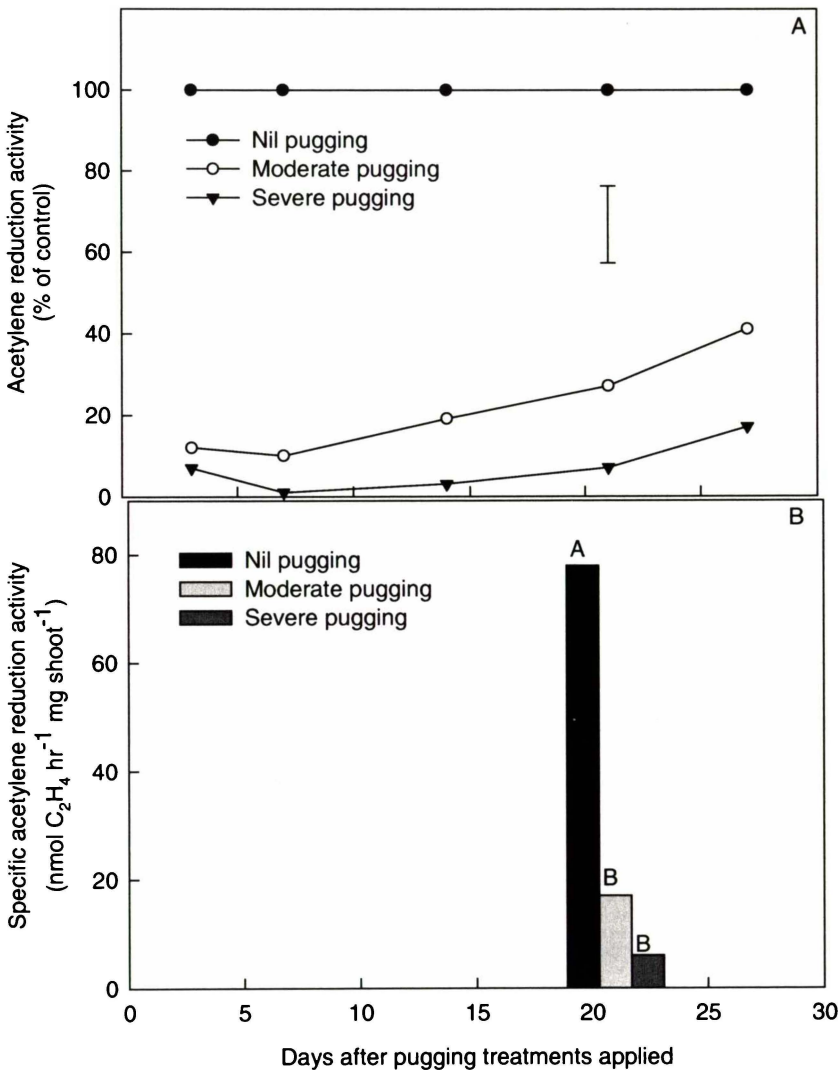 A
Acetylene reduction activity
(% of control)
100
80
60
40
20
0
Nil pugging
Moderate pugging
Severe pugging
B
Specific acetylene reduction activity
(nmol C₂H₄ hr⁻¹ mg shoot⁻¹)
80
60
40
20
0
Nil pugging
Moderate pugging
Severe pugging
A
B
B
0 5 10 15 20 25 30
Days after pugging treatments applied